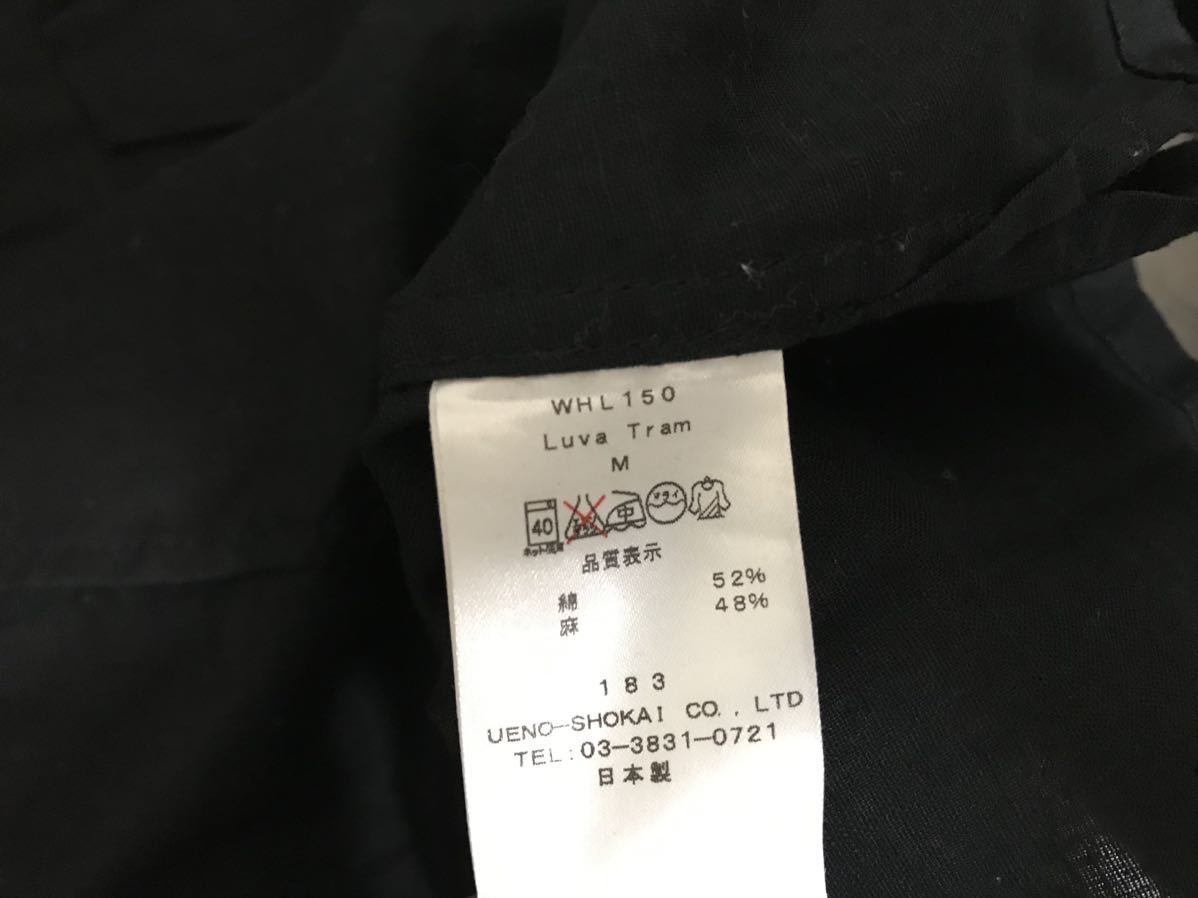 WHL150
Luva Tram
M
40 中
ネット使用
品質表示
綿 52%
麻 48%
183
UENO-SHOKAI CO., LTD
TEL:03-3831-0721
日本製